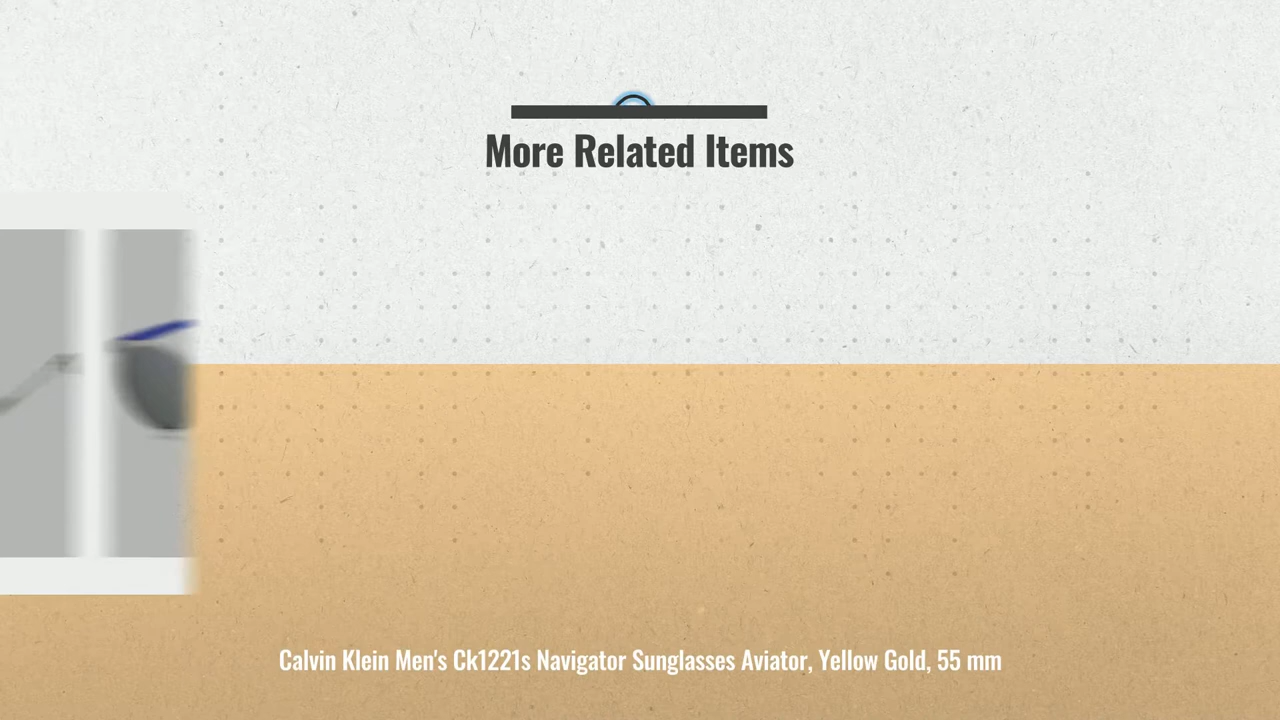 More Related Items
Calvin Klein Men's Ck1221s Navigator Sunglasses Aviator, Yellow Gold, 55 mm